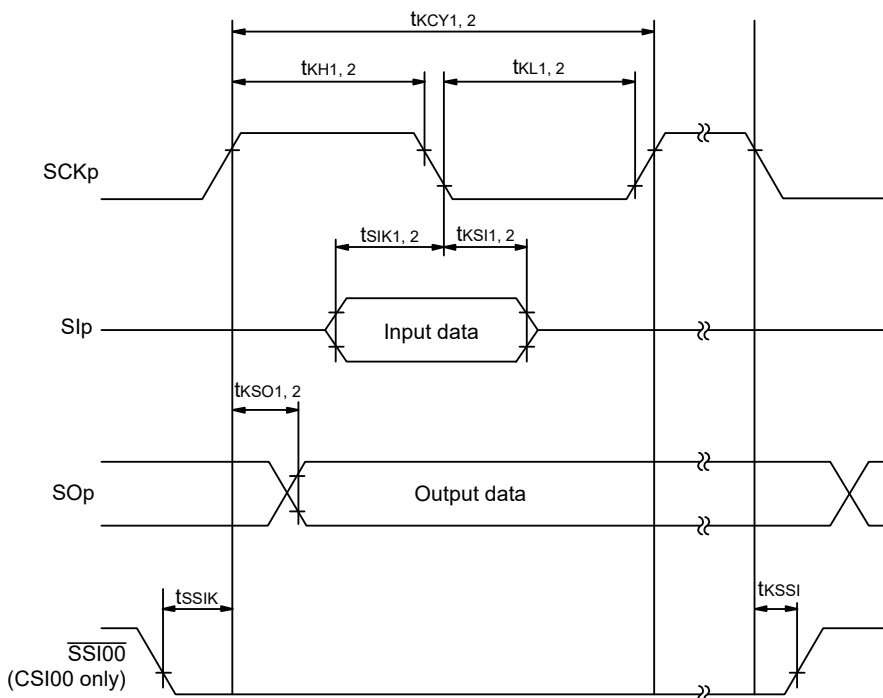 tKCY1, 2
tKH1, 2
tKL1, 2
SCKp
tSIK1, 2
tKSI1, 2
SIp
Input data
tKSO1, 2
SOp
Output data
tSSIK
tKSSI
SSI00
(CSI00 only)